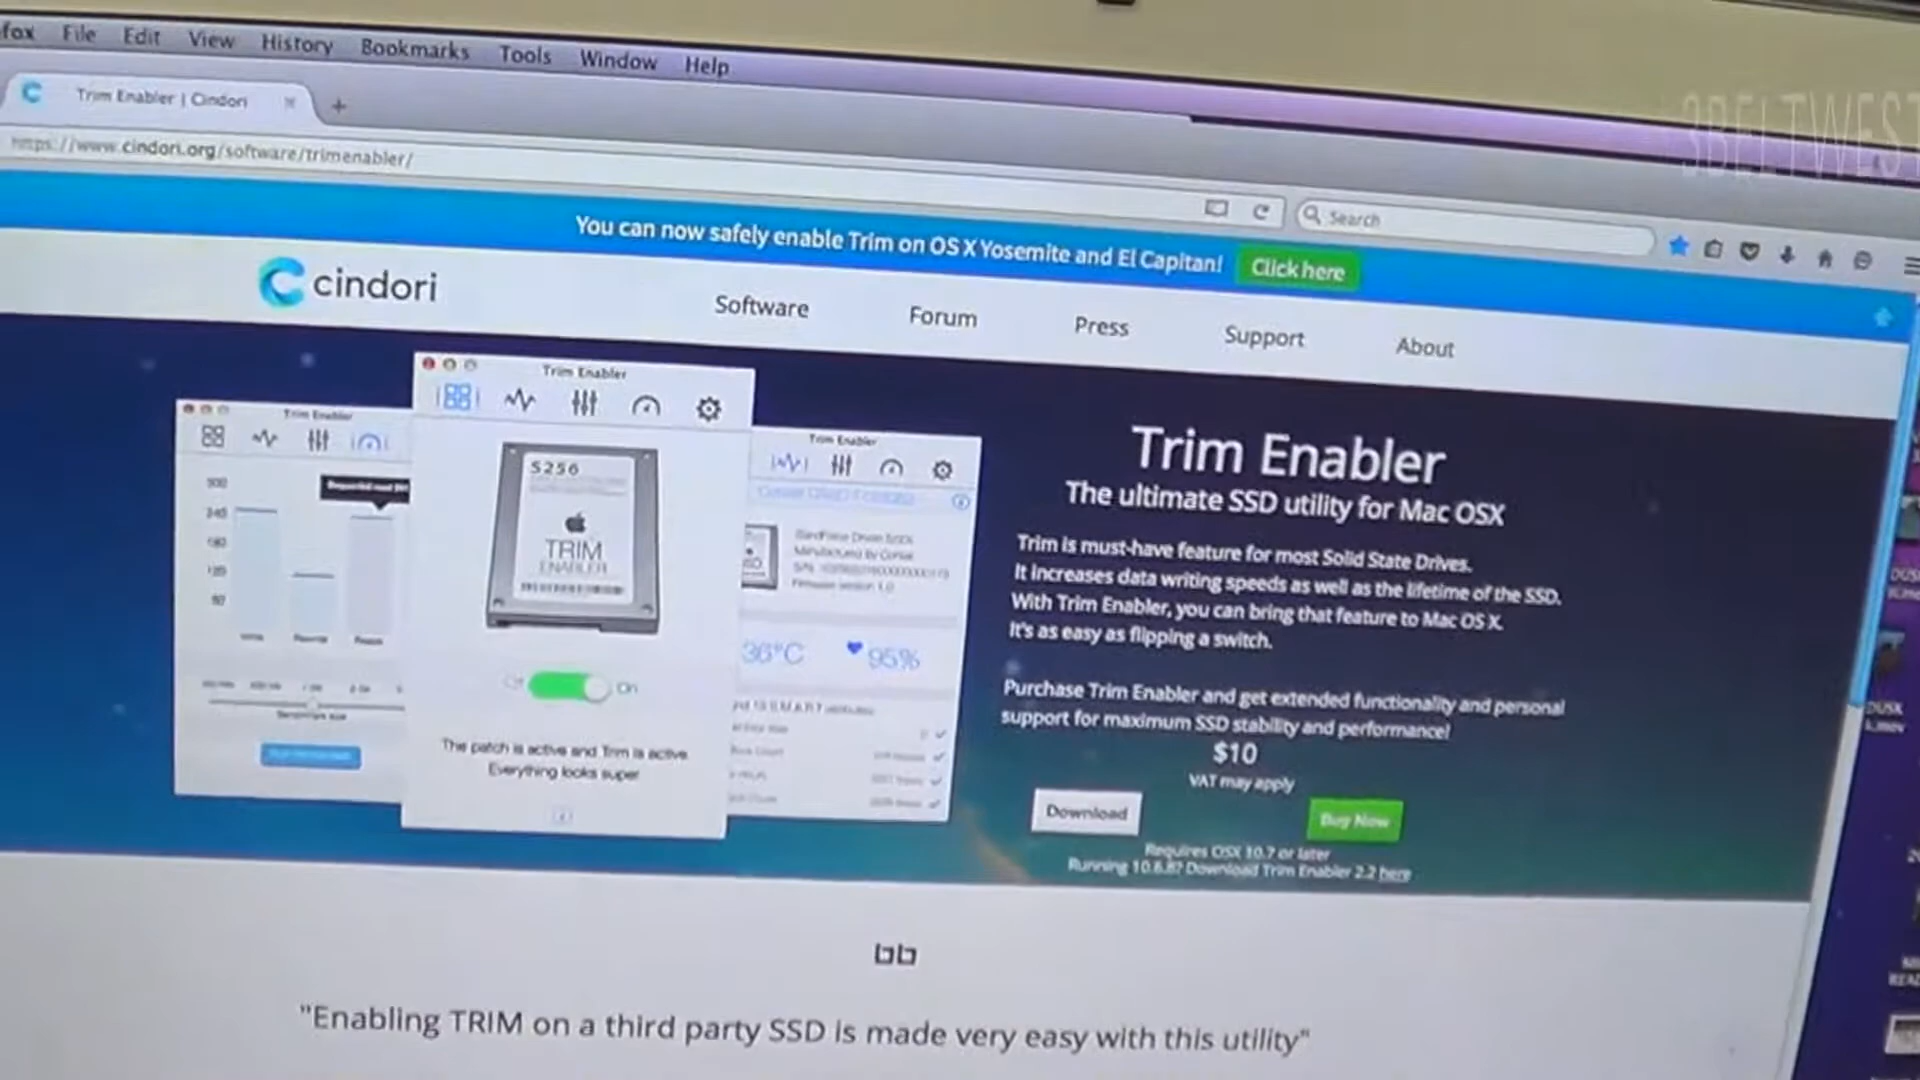 fox File Edit View History Bookmarks Tools Window Help
3BELTWEST
Trim Enabler | Cindori
https://www.cindori.org/software/trimenabler/
Search
You can now safely enable Trim on OS X Yosemite and El Capitan! Click here
cindori
Software Forum Press Support About
Trim Enabler
Trim Enabler
Trim Enabler
S256
TRIM
ENABLER
Off On
The patch is active and Trim is active
Everything looks super
36°C 95%
Trim Enabler
The ultimate SSD utility for Mac OSX
Trim is must-have feature for most Solid State Drives.
It increases data writing speeds as well as the lifetime of the SSD.
With Trim Enabler, you can bring that feature to Mac OS X.
It's as easy as flipping a switch.
Purchase Trim Enabler and get extended functionality and personal
support for maximum SSD stability and performance!
$10
VAT may apply
Download Buy Now
Requires OSX 10.7 or later
Running 10.6.8? Download Trim Enabler 2.2 here
"Enabling TRIM on a third party SSD is made very easy with this utility"
DUSK